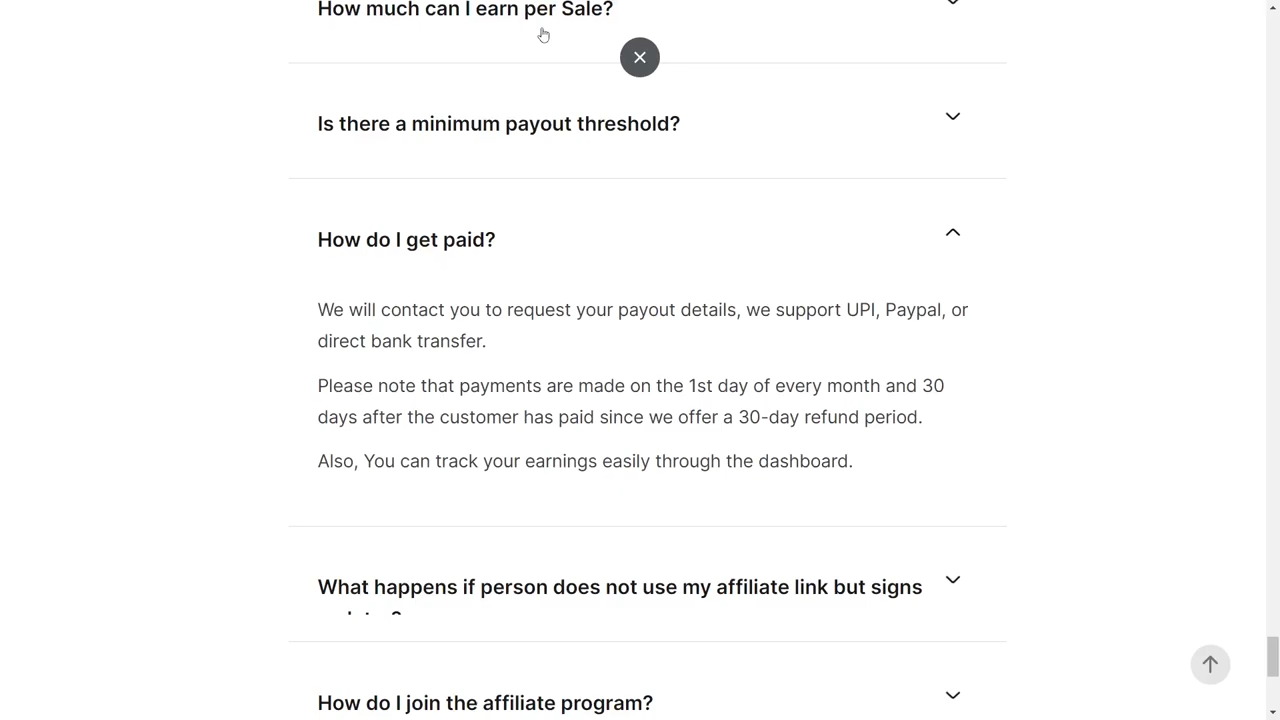 How much can I earn per Sale?
Is there a minimum payout threshold?
How do I get paid?
We will contact you to request your payout details, we support UPI, Paypal, or
direct bank transfer.
Please note that payments are made on the 1st day of every month and 30
days after the customer has paid since we offer a 30-day refund period.
Also, You can track your earnings easily through the dashboard.
What happens if person does not use my affiliate link but signs
How do I join the affiliate program?